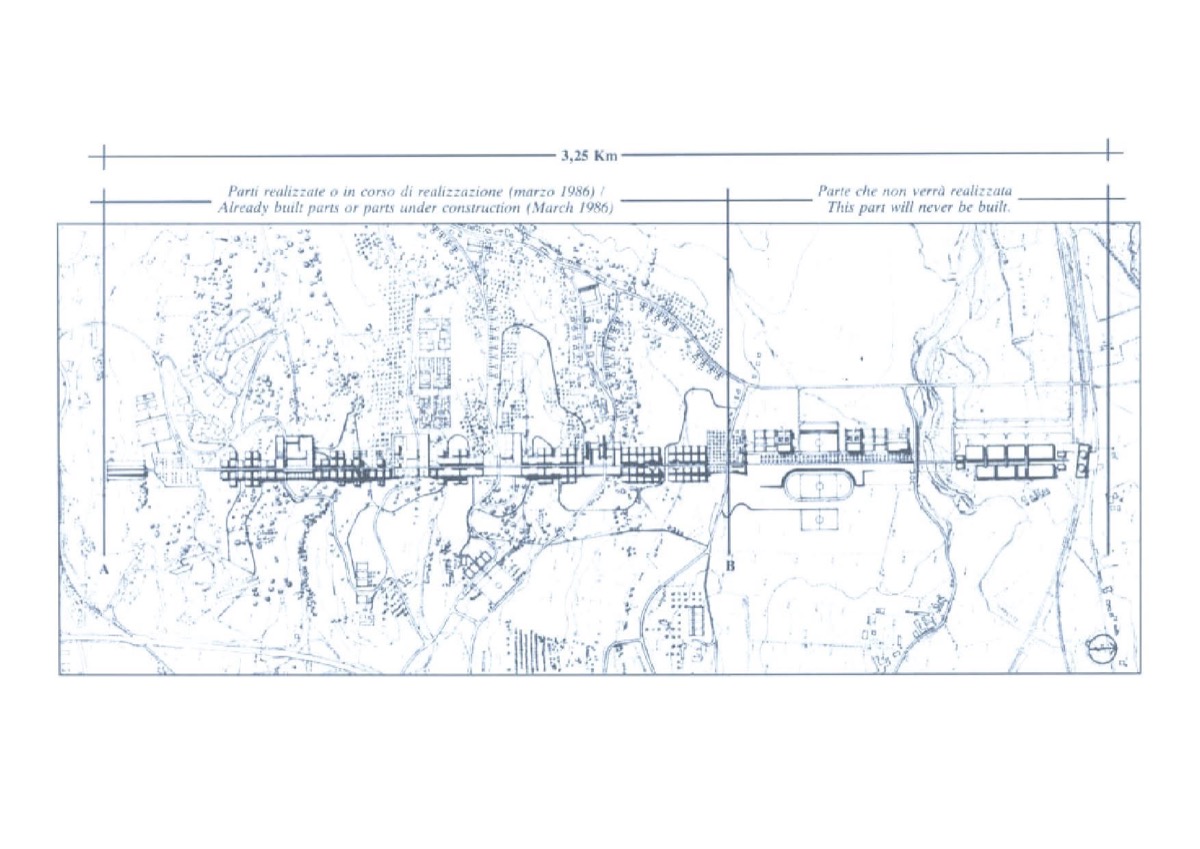 3,25 Km
Parti realizzate o in corso di realizzazione (marzo 1986) /
Already built parts or parts under construction (March 1986)
Parte che non verrà realizzata
This part will never be built.
A
B